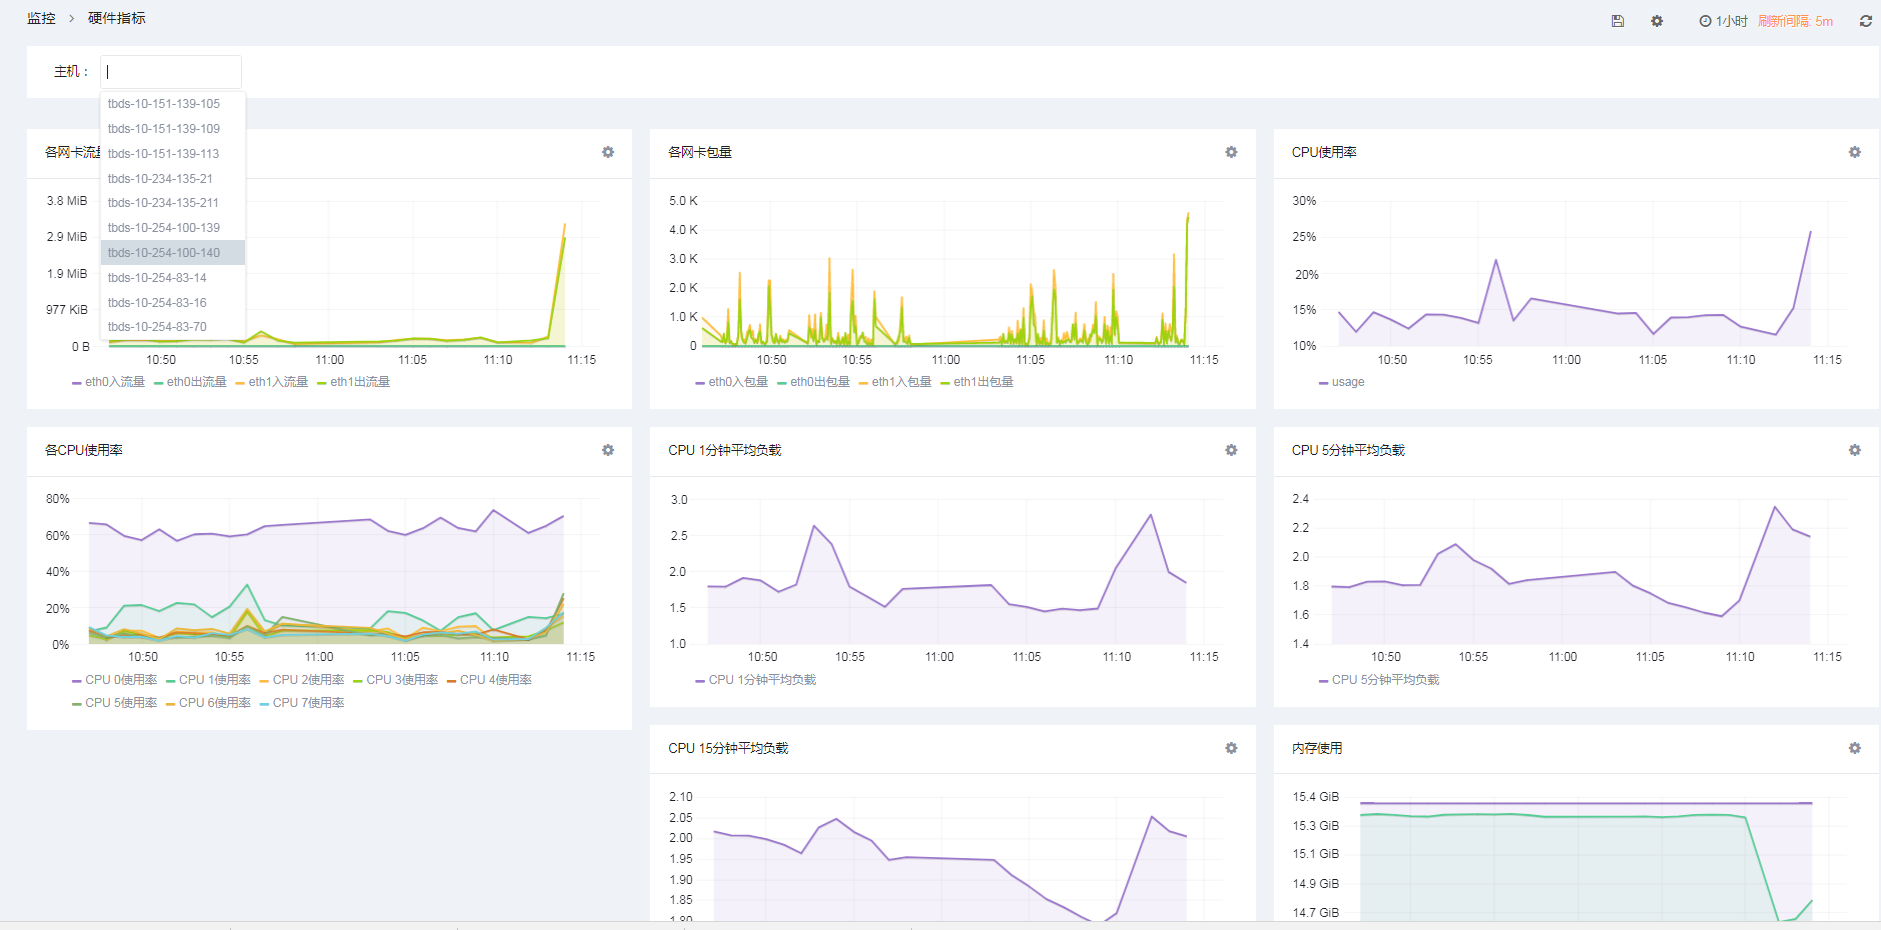 监控 > 硬件指标
1小时 刷新间隔: 5m
主机：
tbds-10-151-139-105
tbds-10-151-139-109
tbds-10-151-139-113
tbds-10-234-135-21
tbds-10-234-135-211
tbds-10-254-100-139
tbds-10-254-100-140
tbds-10-254-83-14
tbds-10-254-83-16
tbds-10-254-83-70
各网卡流量
3.8 MiB
2.9 MiB
1.9 MiB
977 KiB
0 B
10:50 10:55 11:00 11:05 11:10 11:15
eth0入流量 eth0出流量 eth1入流量 eth1出流量
各网卡包量
5.0 K
4.0 K
3.0 K
2.0 K
1.0 K
0
10:50 10:55 11:00 11:05 11:10 11:15
eth0入包量 eth0出包量 eth1入包量 eth1出包量
CPU使用率
30%
25%
20%
15%
10%
10:50 10:55 11:00 11:05 11:10 11:15
usage
各CPU使用率
80%
60%
40%
20%
0%
10:50 10:55 11:00 11:05 11:10 11:15
CPU 0使用率 CPU 1使用率 CPU 2使用率 CPU 3使用率 CPU 4使用率
CPU 5使用率 CPU 6使用率 CPU 7使用率
CPU 1分钟平均负载
3.0
2.5
2.0
1.5
1.0
10:50 10:55 11:00 11:05 11:10 11:15
CPU 1分钟平均负载
CPU 5分钟平均负载
2.4
2.2
2.0
1.8
1.6
1.4
10:50 10:55 11:00 11:05 11:10 11:15
CPU 5分钟平均负载
CPU 15分钟平均负载
2.10
2.05
2.00
1.95
1.90
1.85
1.80
内存使用
15.4 GiB
15.3 GiB
15.1 GiB
14.9 GiB
14.7 GiB